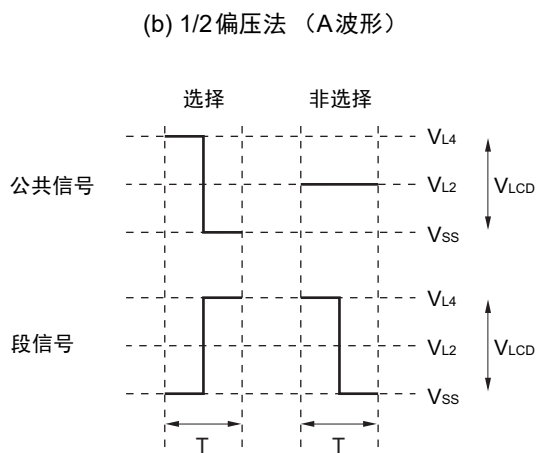 (b) 1/2偏压法 （A波形）
选择 非选择
VL4
公共信号 VL2 VLCD
VSS
VL4
段信号 VL2 VLCD
VSS
T T